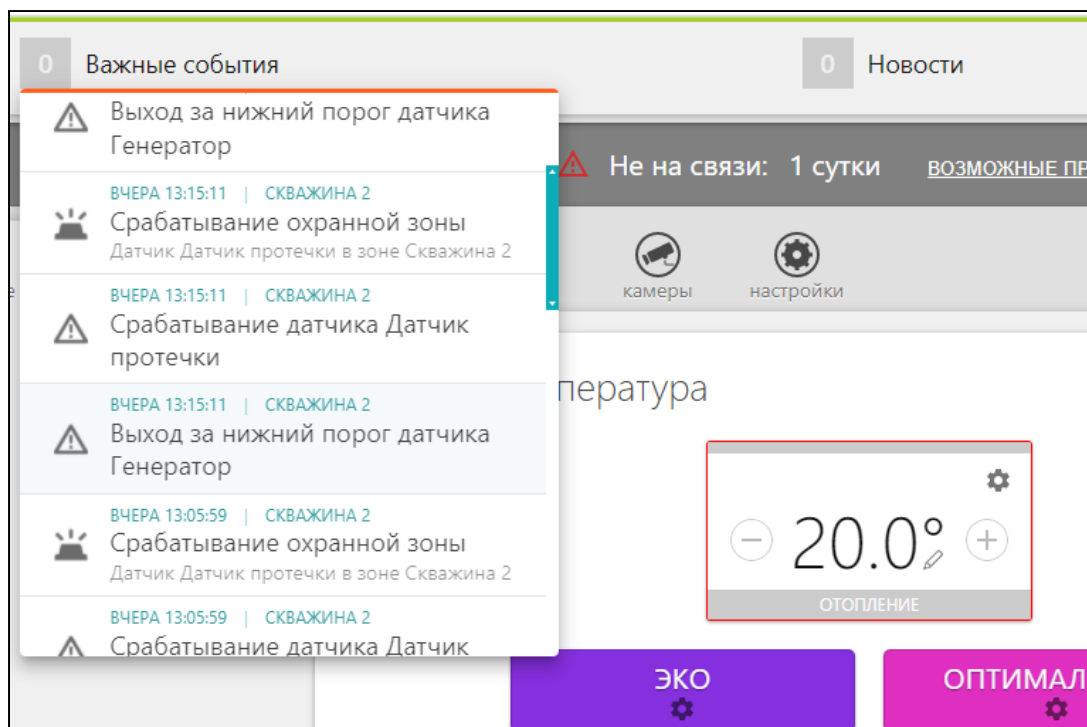 0 Важные события
0 Новости
Выход за нижний порог датчика
Генератор
ВЧЕРА 13:15:11 | СКВАЖИНА 2
Срабатывание охранной зоны
Датчик Датчик протечки в зоне Скважина 2
ВЧЕРА 13:15:11 | СКВАЖИНА 2
Срабатывание датчика Датчик
протечки
ВЧЕРА 13:15:11 | СКВАЖИНА 2
Выход за нижний порог датчика
Генератор
ВЧЕРА 13:05:59 | СКВАЖИНА 2
Срабатывание охранной зоны
Датчик Датчик протечки в зоне Скважина 2
ВЧЕРА 13:05:59 | СКВАЖИНА 2
Срабатывание датчика Датчик
Не на связи: 1 сутки ВОЗМОЖНЫЕ ПР
е
камеры настройки
пература
20.0°
ОТОПЛЕНИЕ
ЭКО
ОПТИМАЛ